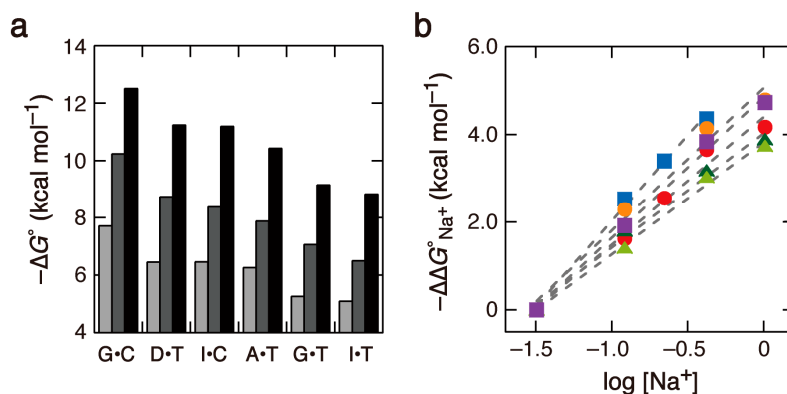 a
14
12
10
8
6
4
−ΔG° (kcal mol⁻¹)
G•C D•T I•C A•T G•T I•T
b
6.0
4.0
2.0
0
−ΔΔG°Na⁺ (kcal mol⁻¹)
−1.5 −1.0 −0.5 0
log [Na⁺]